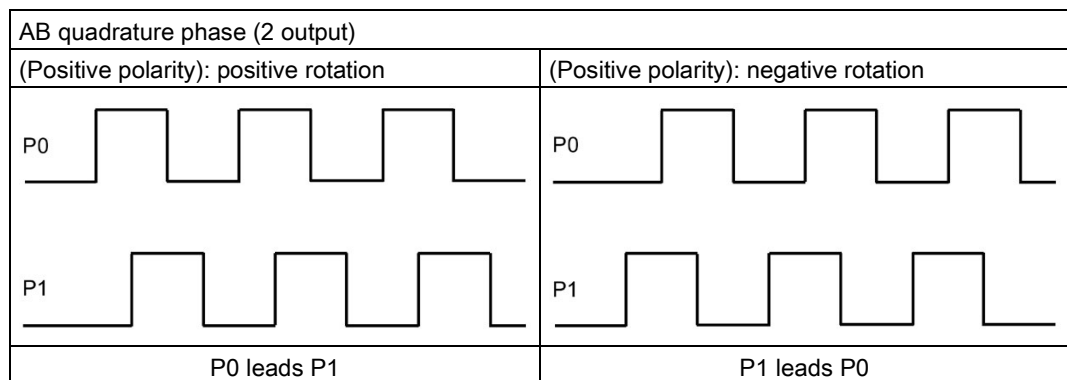 AB quadrature phase (2 output)
(Positive polarity): positive rotation
(Positive polarity): negative rotation
P0
P0
P1
P1
P0 leads P1
P1 leads P0